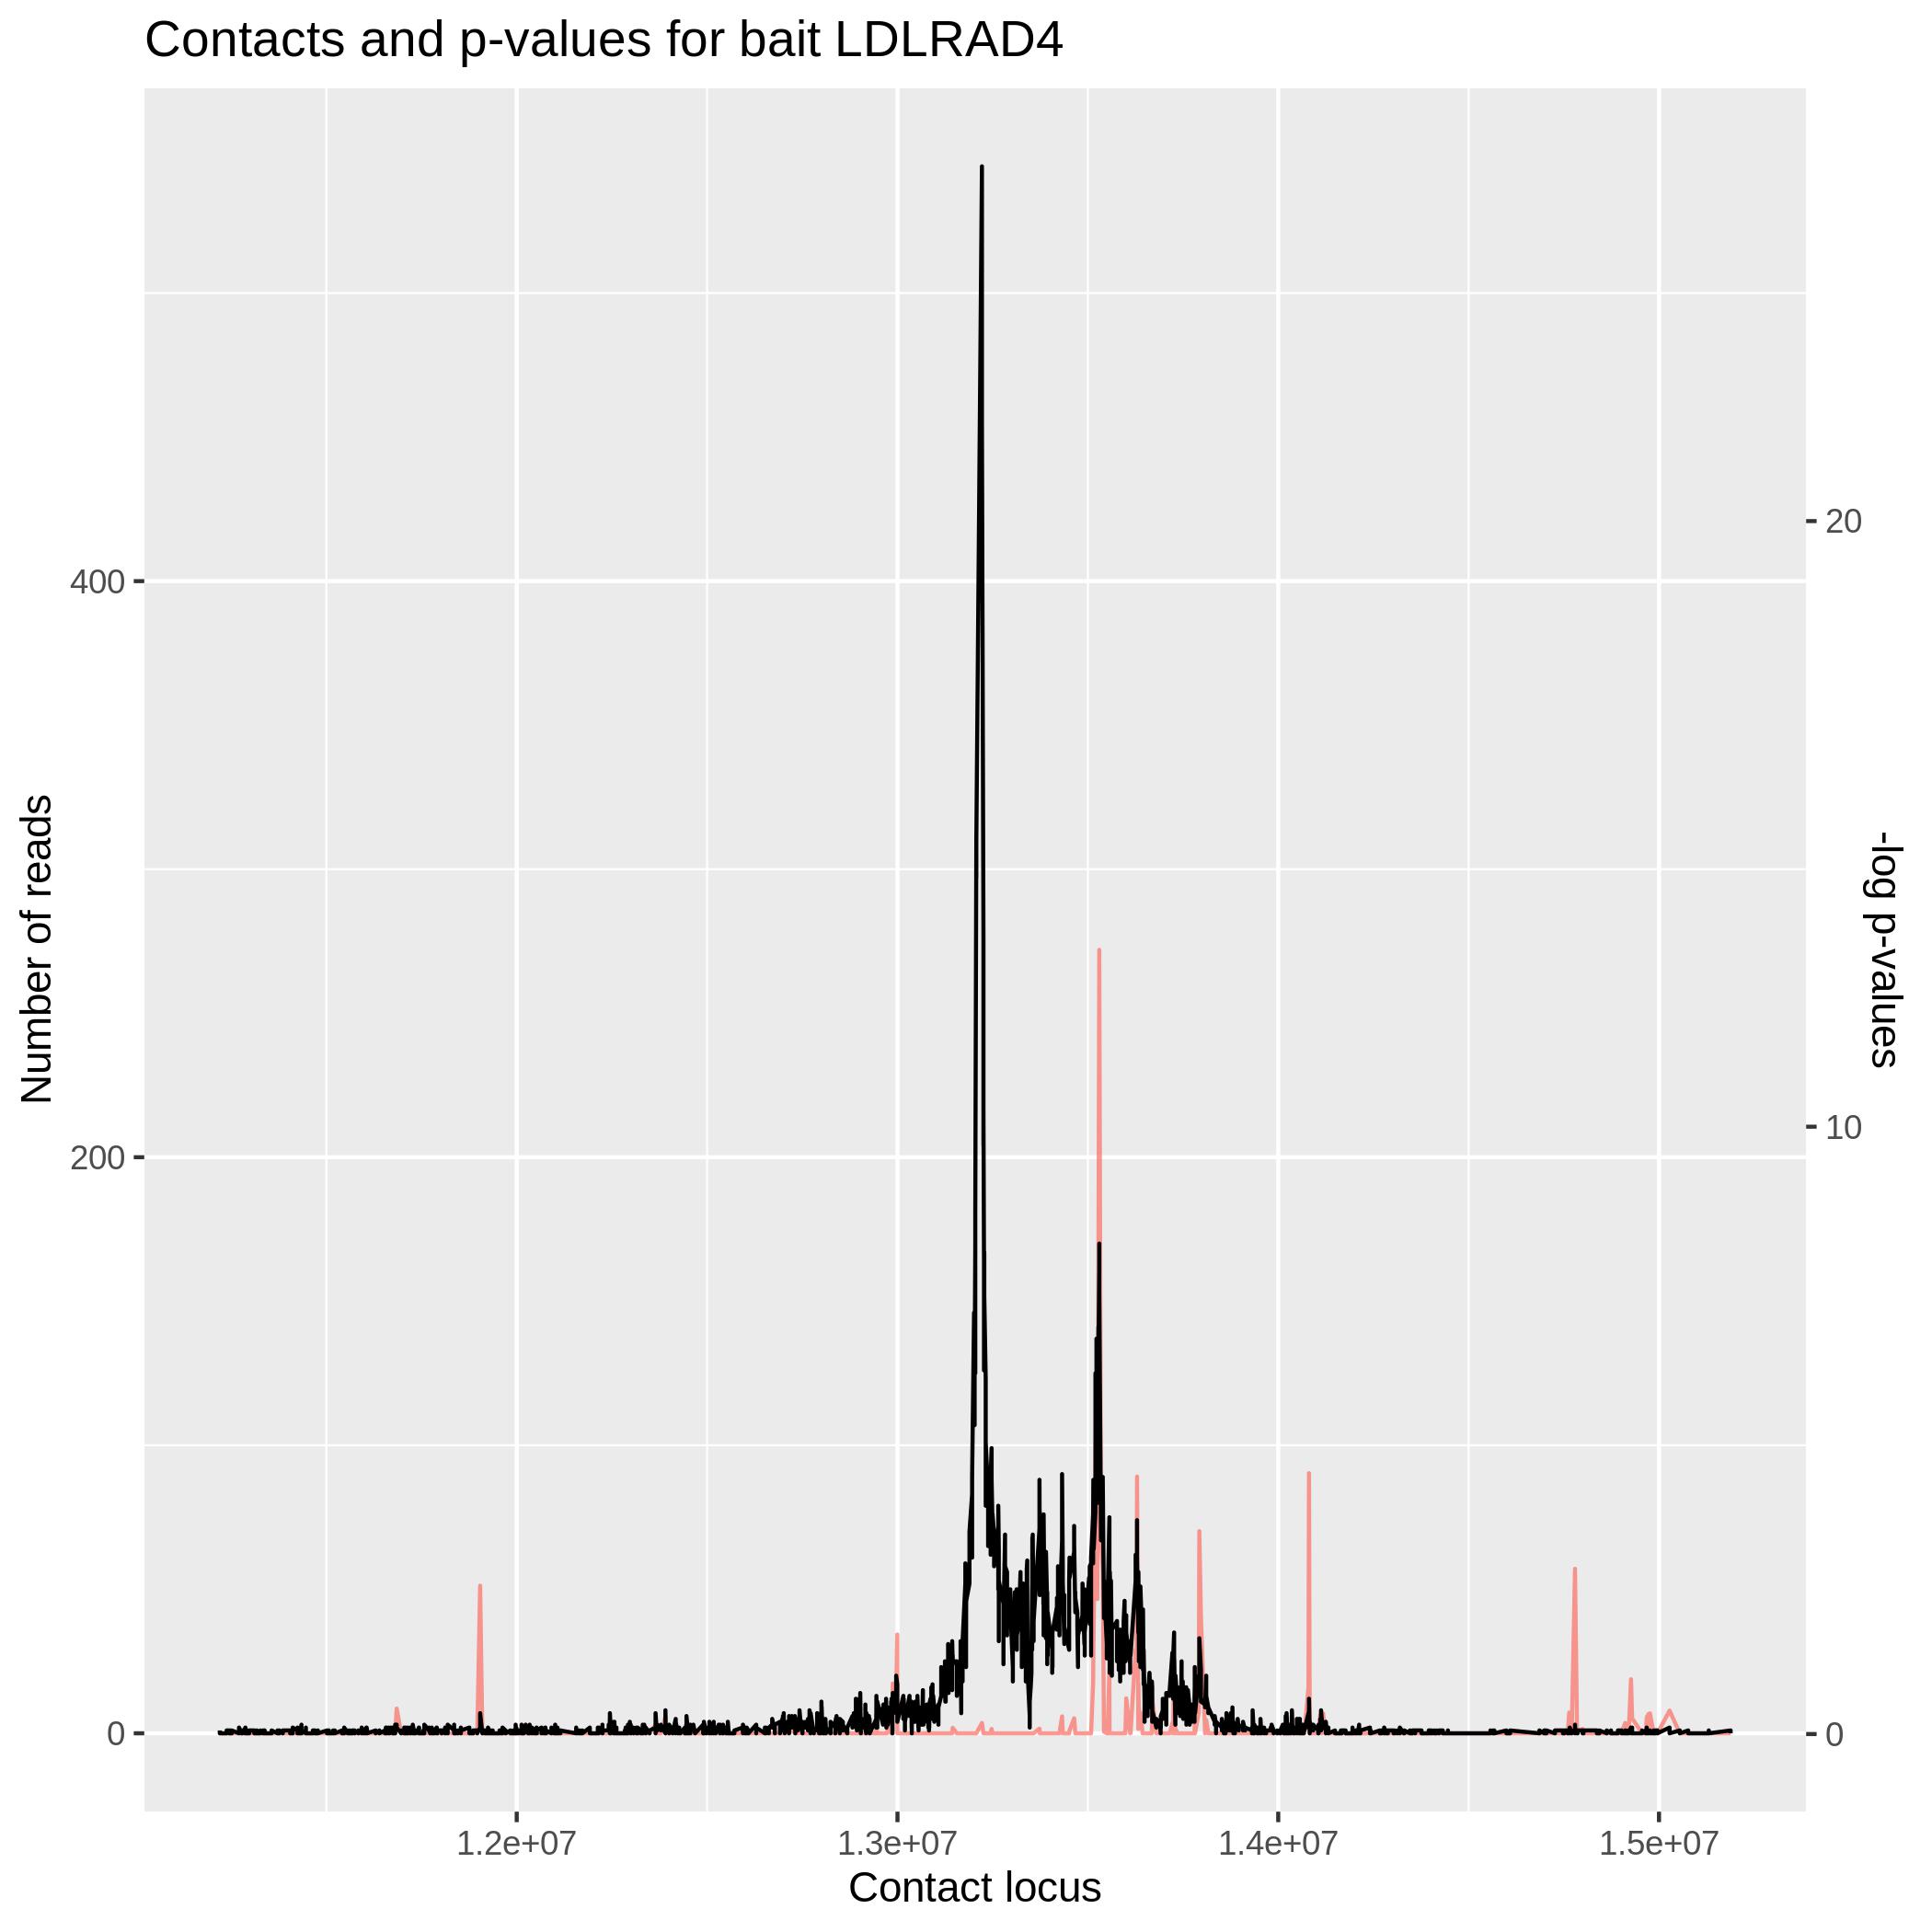 Contacts and p-values for bait LDLRAD4
Number of reads
400
200
0
20
10
0
-log p-values
1.2e+07
1.3e+07
1.4e+07
1.5e+07
Contact locus